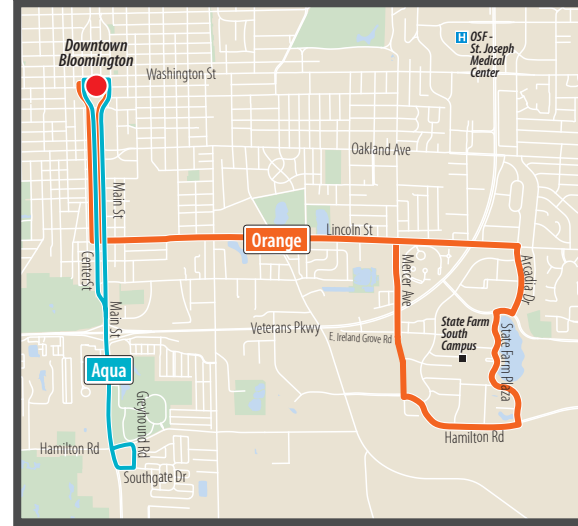 Downtown
Bloomington
Washington St
H
OSF -
St. Joseph
Medical
Center
Oakland Ave
Main St
Lincoln St
Orange
CenterSt
Mercer Ave
Arcadia Dr
Main St
Veterans Pkwy
E. Ireland Grove Rd
State Farm
South
Campus
State Farm Plaza
Aqua
Greyhound Rd
Hamilton Rd
Hamilton Rd
Southgate Dr